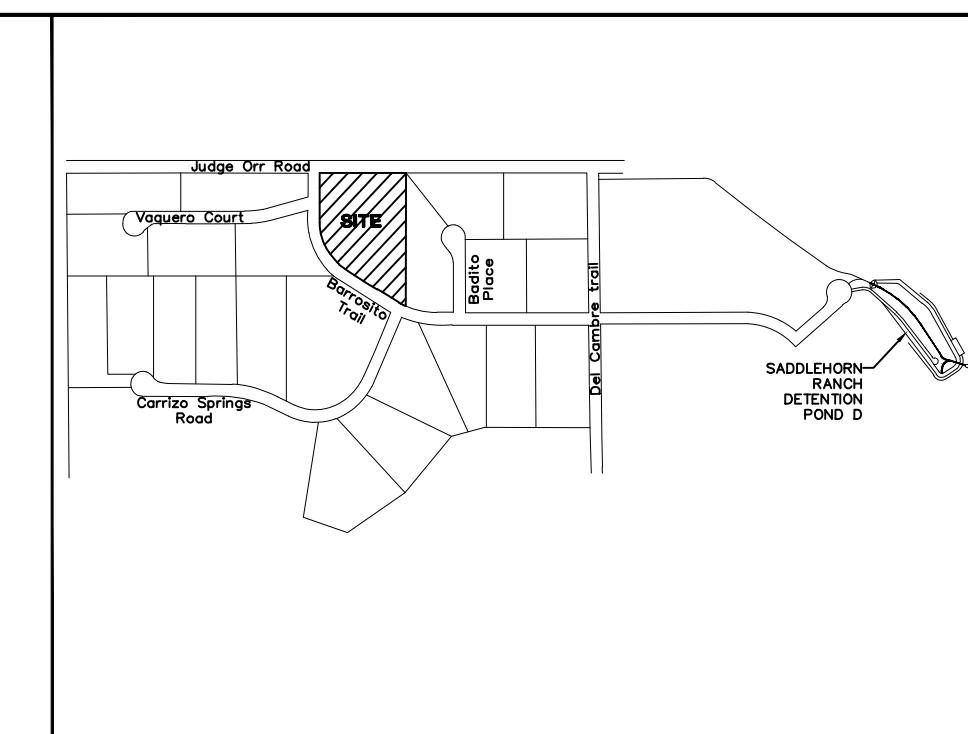 Judge Orr Road
Vaquero Court
SITE
Badito
Place
Barrosito
Trail
Del Cambre trail
SADDLEHORN
RANCH
DETENTION
POND D
Carrizo Springs
Road